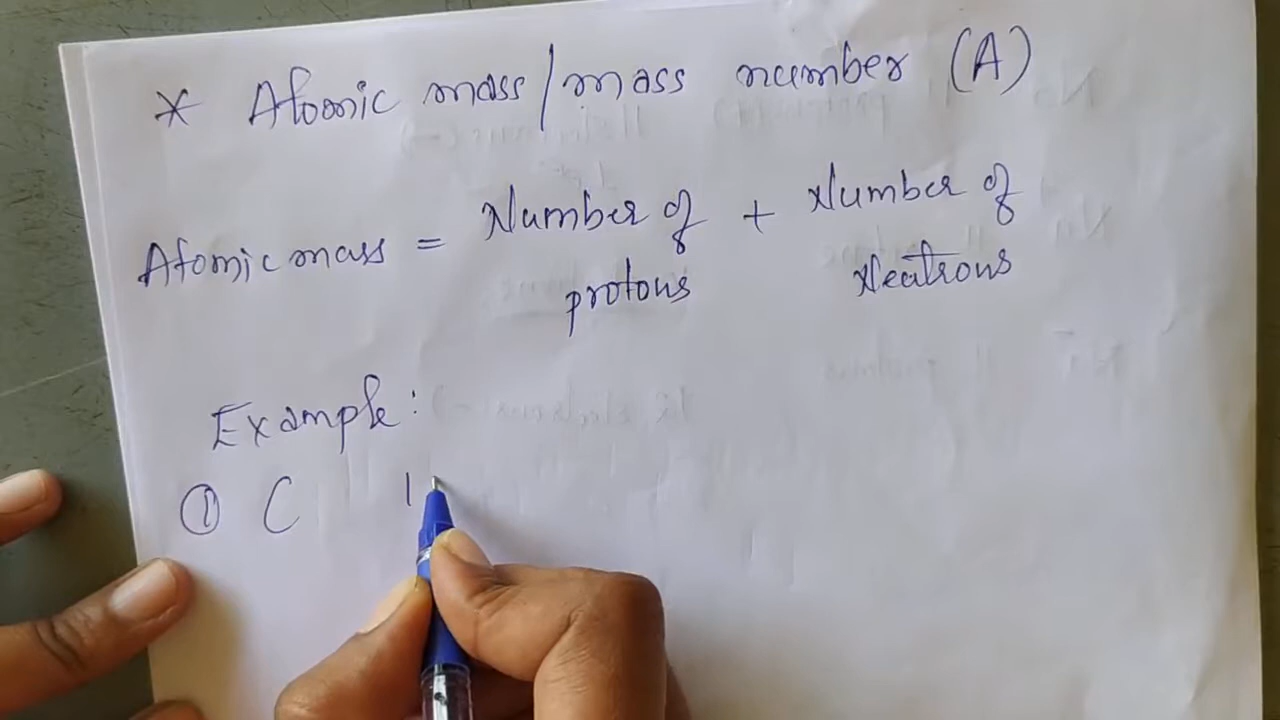 * Atomic mass/mass number (A)
Atomic mass = Number of protons + Number of Neutrons
Example:
① C 1